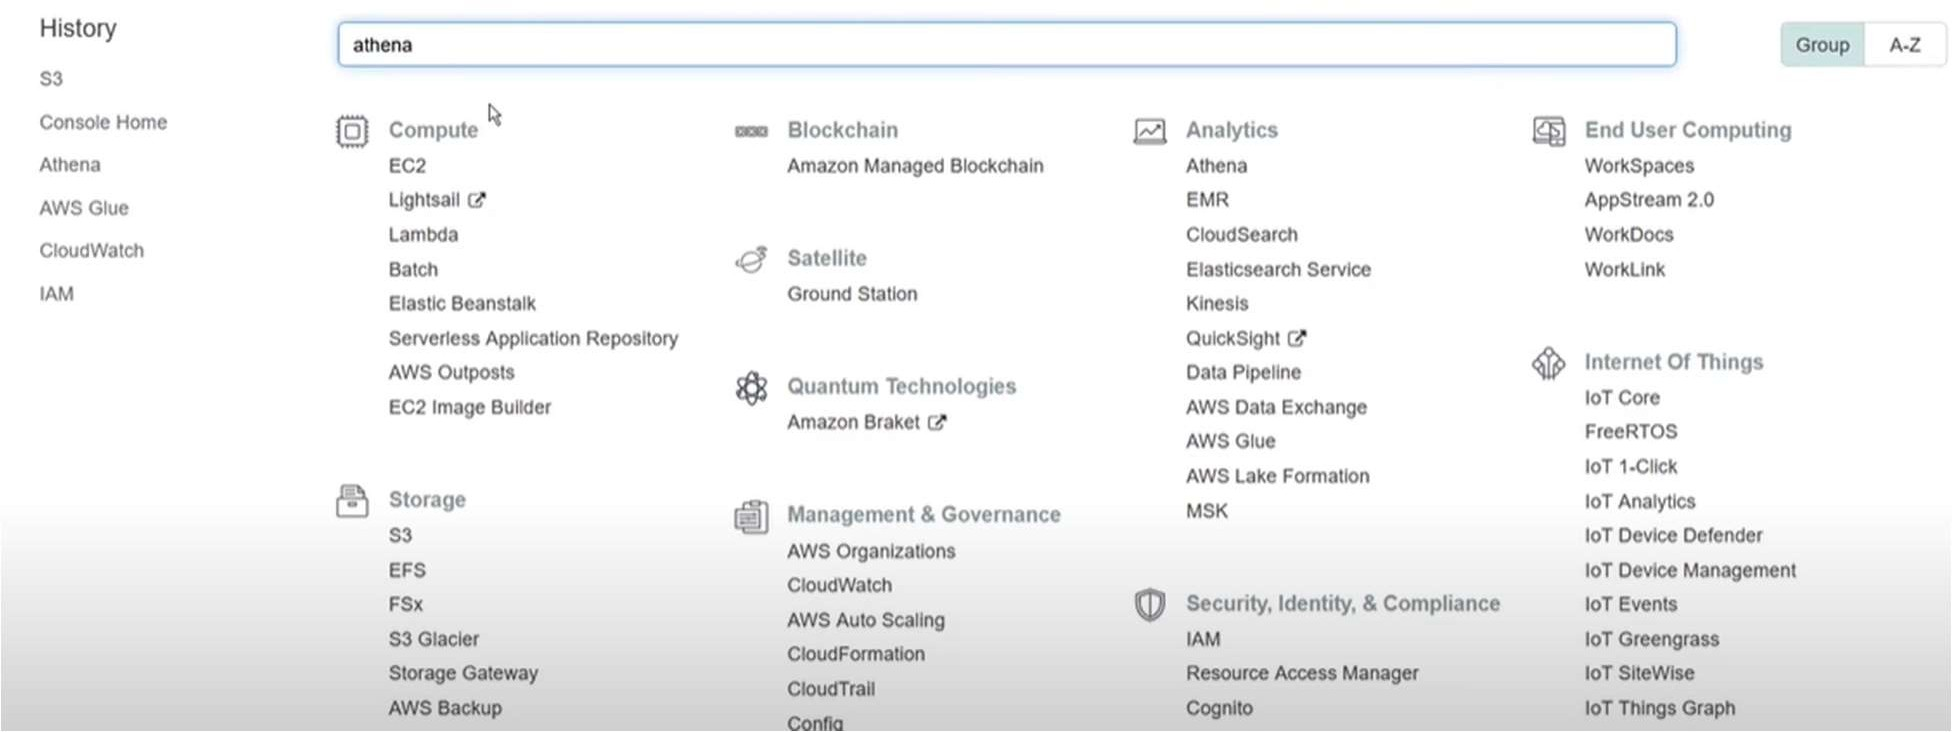 History
S3
Console Home
Athena
AWS Glue
CloudWatch
IAM
athena
Group
A-Z
Compute
EC2
Lightsail
Lambda
Batch
Elastic Beanstalk
Serverless Application Repository
AWS Outposts
EC2 Image Builder
Storage
S3
EFS
FSx
S3 Glacier
Storage Gateway
AWS Backup
Blockchain
Amazon Managed Blockchain
Satellite
Ground Station
Quantum Technologies
Amazon Braket
Management & Governance
AWS Organizations
CloudWatch
AWS Auto Scaling
CloudFormation
CloudTrail
Config
Analytics
Athena
EMR
CloudSearch
Elasticsearch Service
Kinesis
QuickSight
Data Pipeline
AWS Data Exchange
AWS Glue
AWS Lake Formation
MSK
Security, Identity, & Compliance
IAM
Resource Access Manager
Cognito
End User Computing
WorkSpaces
AppStream 2.0
WorkDocs
WorkLink
Internet Of Things
IoT Core
FreeRTOS
IoT 1-Click
IoT Analytics
IoT Device Defender
IoT Device Management
IoT Events
IoT Greengrass
IoT SiteWise
IoT Things Graph